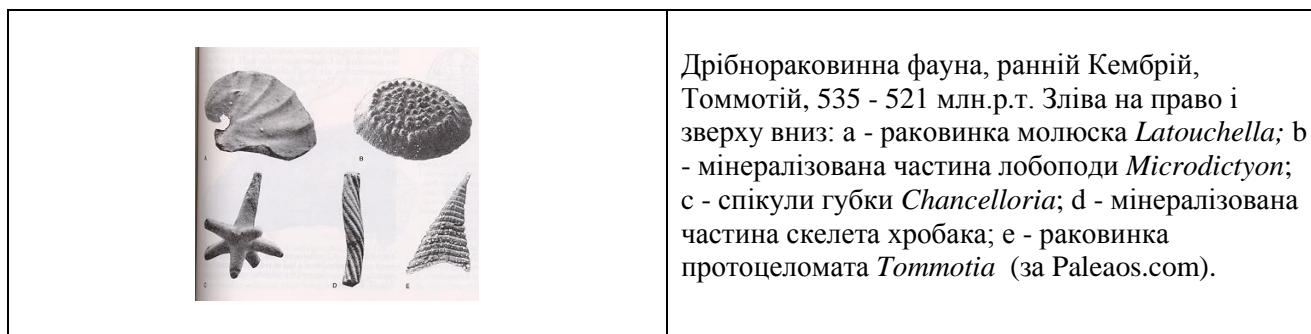 A
B
C
D
E
Дрібнораковинна фауна, ранній Кембрій,
Томмотій, 535 - 521 млн.р.т. Зліва на право і
зверху вниз: a - раковинка молюска Latouchella; b
- мінералізована частина лобоподи Microdictyon;
c - спікули губки Chancelloria; d - мінералізована
частина скелета хробака; e - раковинка
протоцеломата Tommotia (за Paleaos.com).